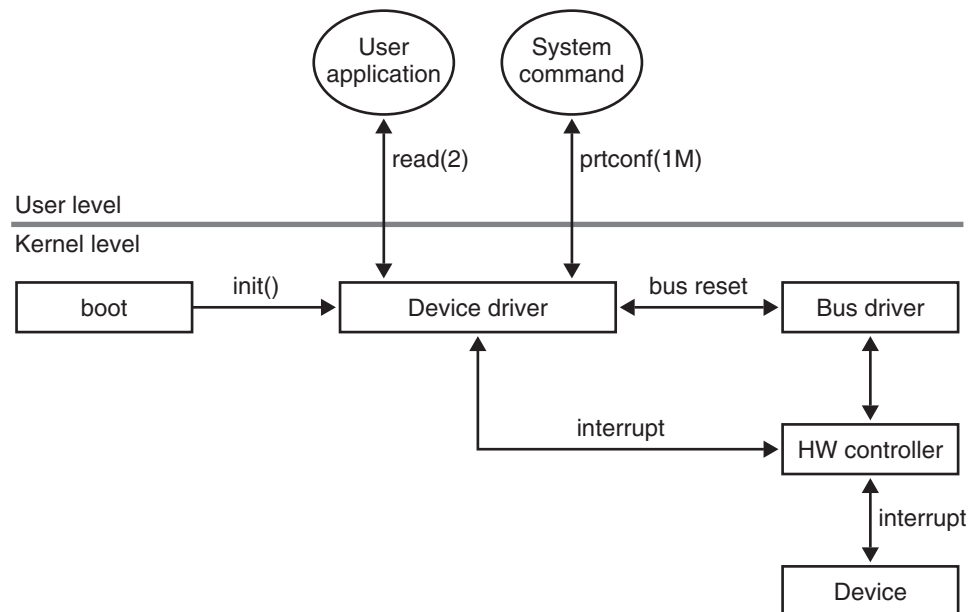 User
application
System
command
read(2)
prtconf(1M)
User level
Kernel level
boot
init()
Device driver
bus reset
Bus driver
interrupt
HW controller
interrupt
Device